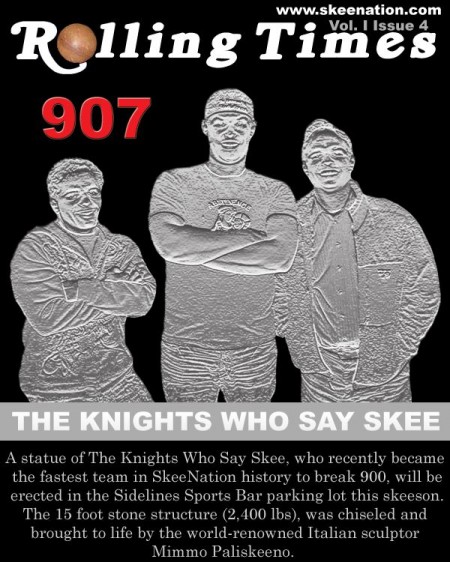 www.skeenation.com
Vol. I Issue 4
Rolling Times
907
THE KNIGHTS WHO SAY SKEE
A statue of The Knights Who Say Skee, who recently became
the fastest team in SkeeNation history to break 900, will be
erected in the Sidelines Sports Bar parking lot this skeeson.
The 15 foot stone structure (2,400 lbs), was chiseled and
brought to life by the world-renowned Italian sculptor
Mimmo Paliskeeno.